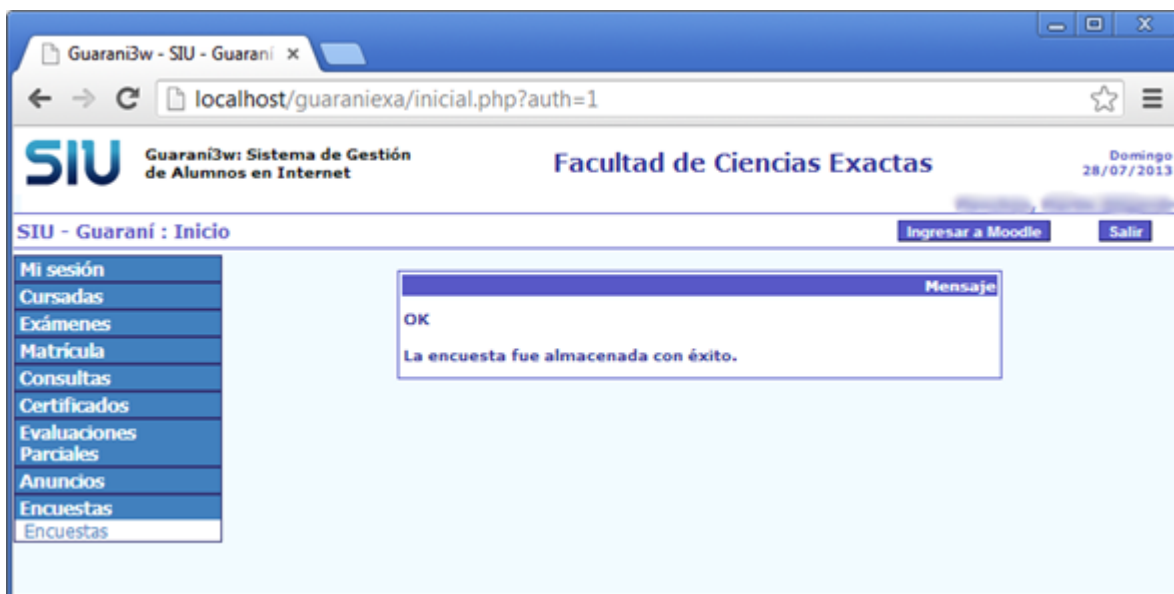 Guarani3w - SIU - Guaraní
localhost/guaraniexa/inicial.php?auth=1
SIU
Guaraní3w: Sistema de Gestión
de Alumnos en Internet
Facultad de Ciencias Exactas
Domingo
28/07/2013
SIU - Guaraní : Inicio
Ingresar a Moodle
Salir
Mi sesión
Cursadas
Exámenes
Matrícula
Consultas
Certificados
Evaluaciones
Parciales
Anuncios
Encuestas
Encuestas
Mensaje
OK
La encuesta fue almacenada con éxito.